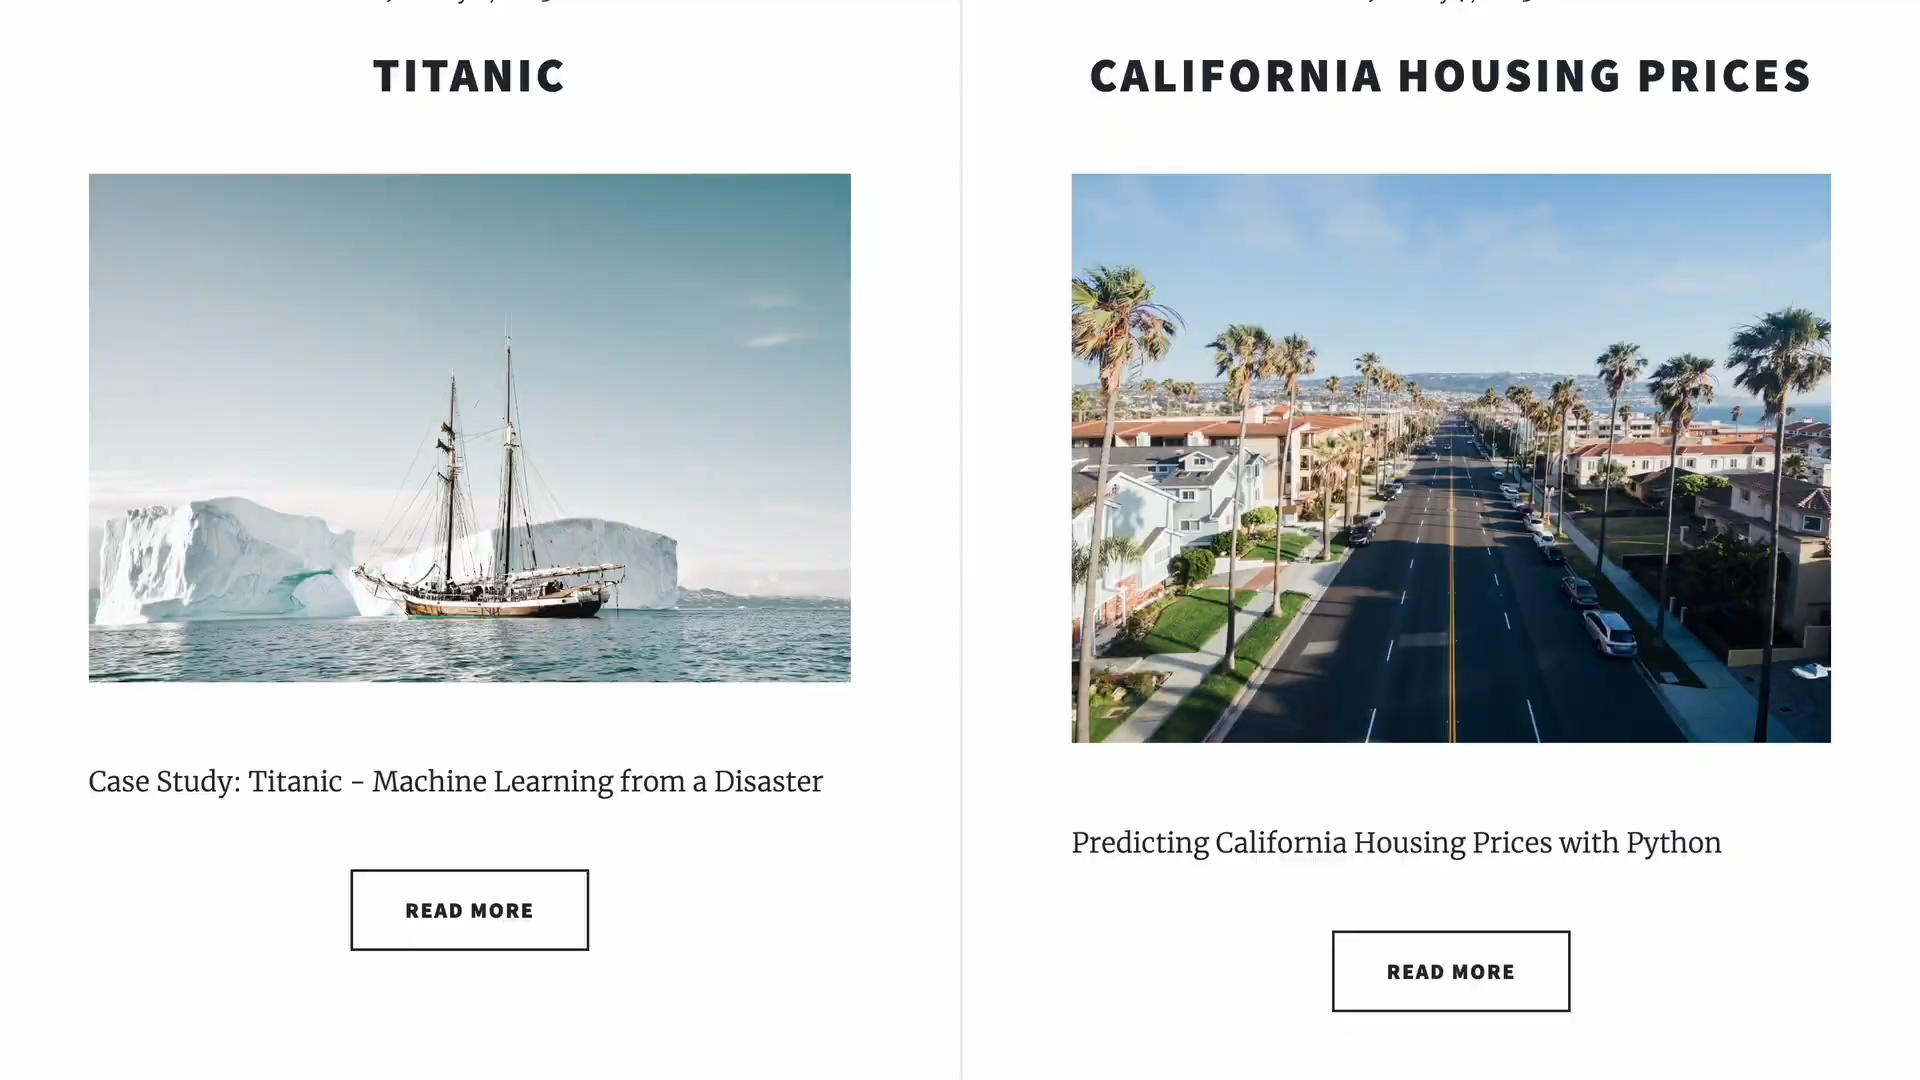 TITANIC
Case Study: Titanic – Machine Learning from a Disaster
READ MORE
CALIFORNIA HOUSING PRICES
Predicting California Housing Prices with Python
READ MORE